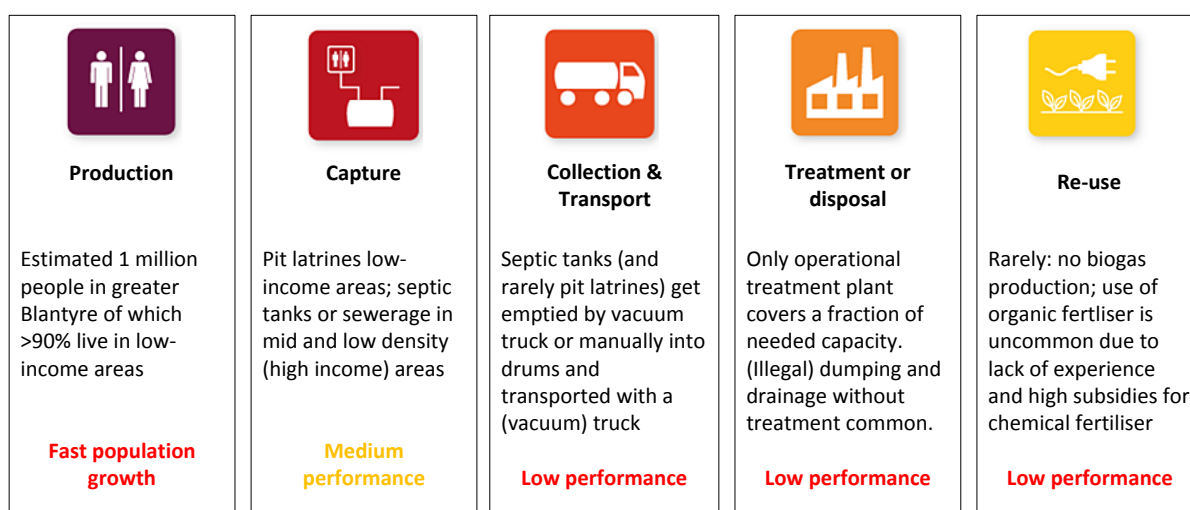 Production
Estimated 1 million
people in greater
Blantyre of which
>90% live in low-
income areas
Fast population
growth
Capture
Pit latrines low-
income areas; septic
tanks or sewerage in
mid and low density
(high income) areas
Medium
performance
Collection &
Transport
Septic tanks (and
rarely pit latrines) get
emptied by vacuum
truck or manually into
drums and
transported with a
(vacuum) truck
Low performance
Treatment or
disposal
Only operational
treatment plant
covers a fraction of
needed capacity.
(Illegal) dumping and
drainage without
treatment common.
Low performance
Re-use
Rarely: no biogas
production; use of
organic fertliser is
uncommon due to
lack of experience
and high subsidies for
chemical fertiliser
Low performance